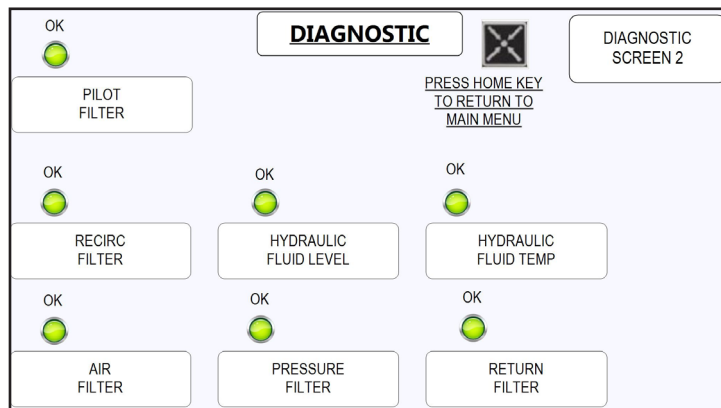 OK
DIAGNOSTIC
DIAGNOSTIC
SCREEN 2
PILOT
FILTER
PRESS HOME KEY
TO RETURN TO
MAIN MENU
OK
OK
OK
RECIRC
FILTER
HYDRAULIC
FLUID LEVEL
HYDRAULIC
FLUID TEMP
OK
OK
OK
AIR
FILTER
PRESSURE
FILTER
RETURN
FILTER